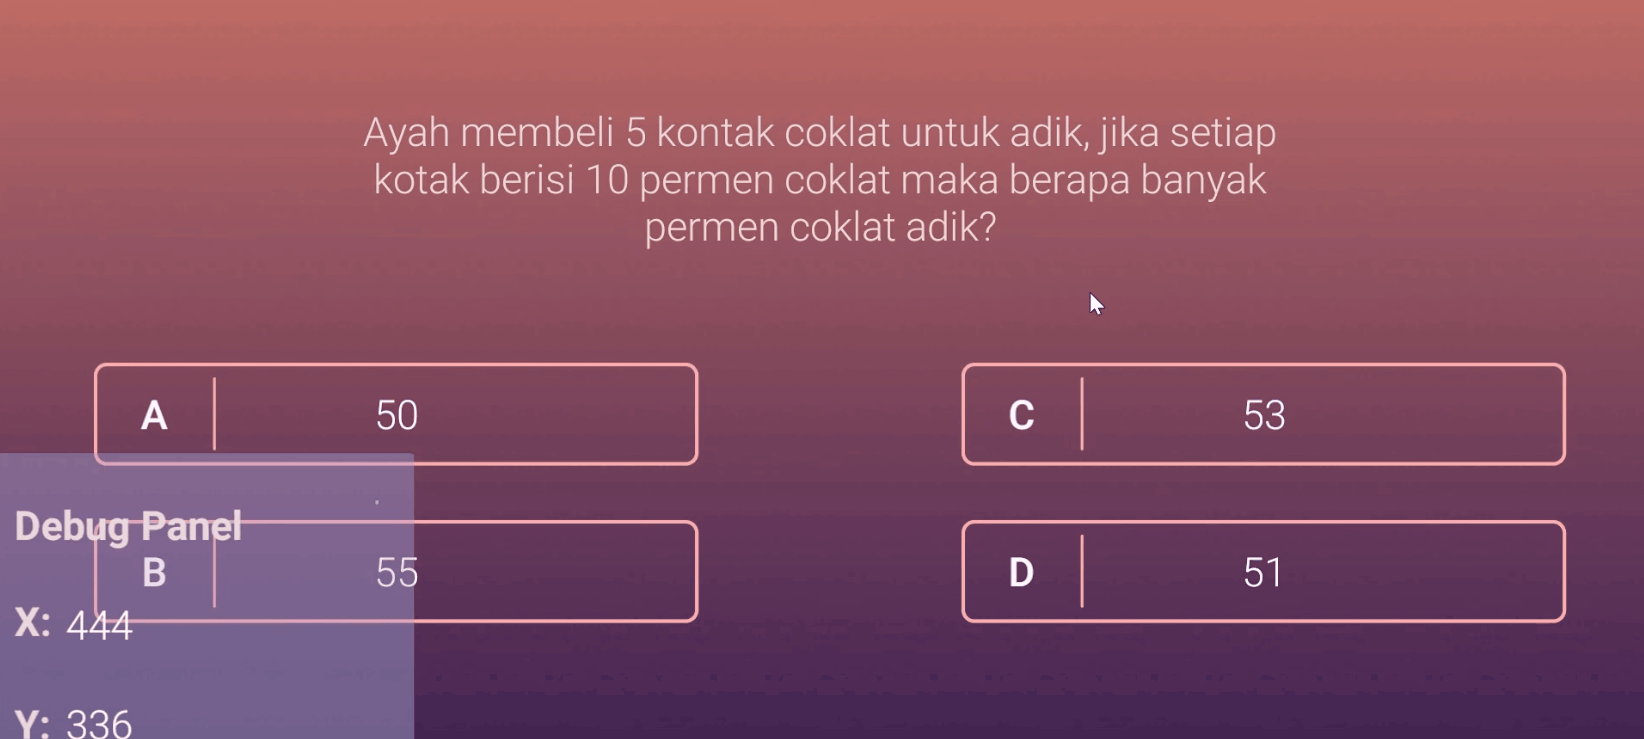 Ayah membeli 5 kontak coklat untuk adik, jika setiap
kotak berisi 10 permen coklat maka berapa banyak
permen coklat adik?
A 50
C 53
B 55
D 51
Debug Panel
X: 444
Y: 336